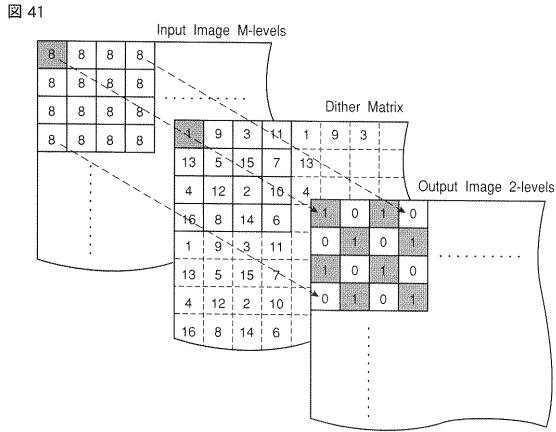 図 41
Input Image M-levels
8 8 8 8
8 8 8 8
8 8 8 8
8 8 8 8
Dither Matrix
1 9 3 11 1 9 3
13 5 15 7 13
4 12 2 10 4
16 8 14 6
1 9 3 11
13 5 15 7
4 12 2 10
16 8 14 6
Output Image 2-levels
1 0 1 0
0 1 0 1
1 0 1 0
0 1 0 1